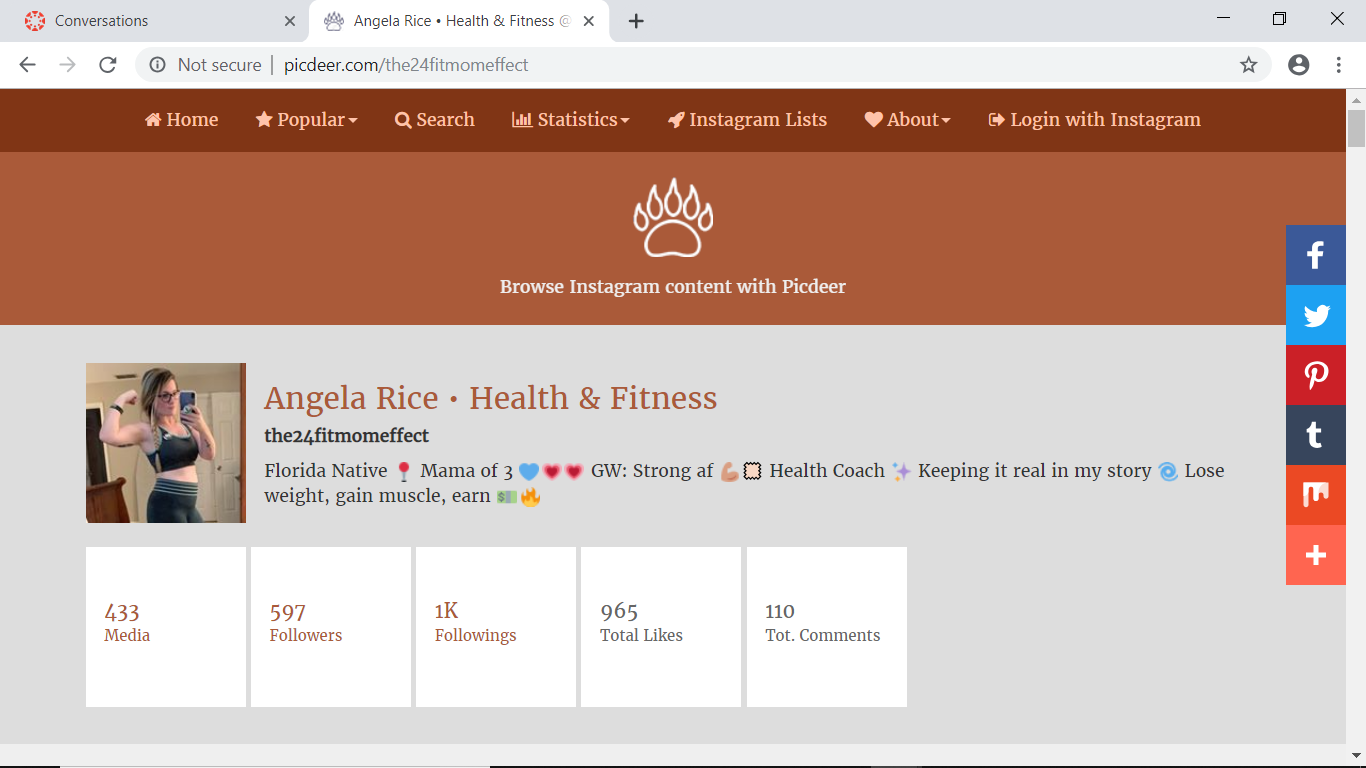 Conversations
Angela Rice • Health & Fitness @
Not secure | picdeer.com/the24fitmomeffect
Home Popular Search Statistics Instagram Lists About Login with Instagram
Browse Instagram content with Picdeer
Angela Rice • Health & Fitness
the24fitmomeffect
Florida Native 📍 Mama of 3 💙💗💗 GW: Strong af 💪🏼 Health Coach ✨ Keeping it real in my story 🌀 Lose
weight, gain muscle, earn 💵🔥
433 597 1K 965 110
Media Followers Followings Total Likes Tot. Comments